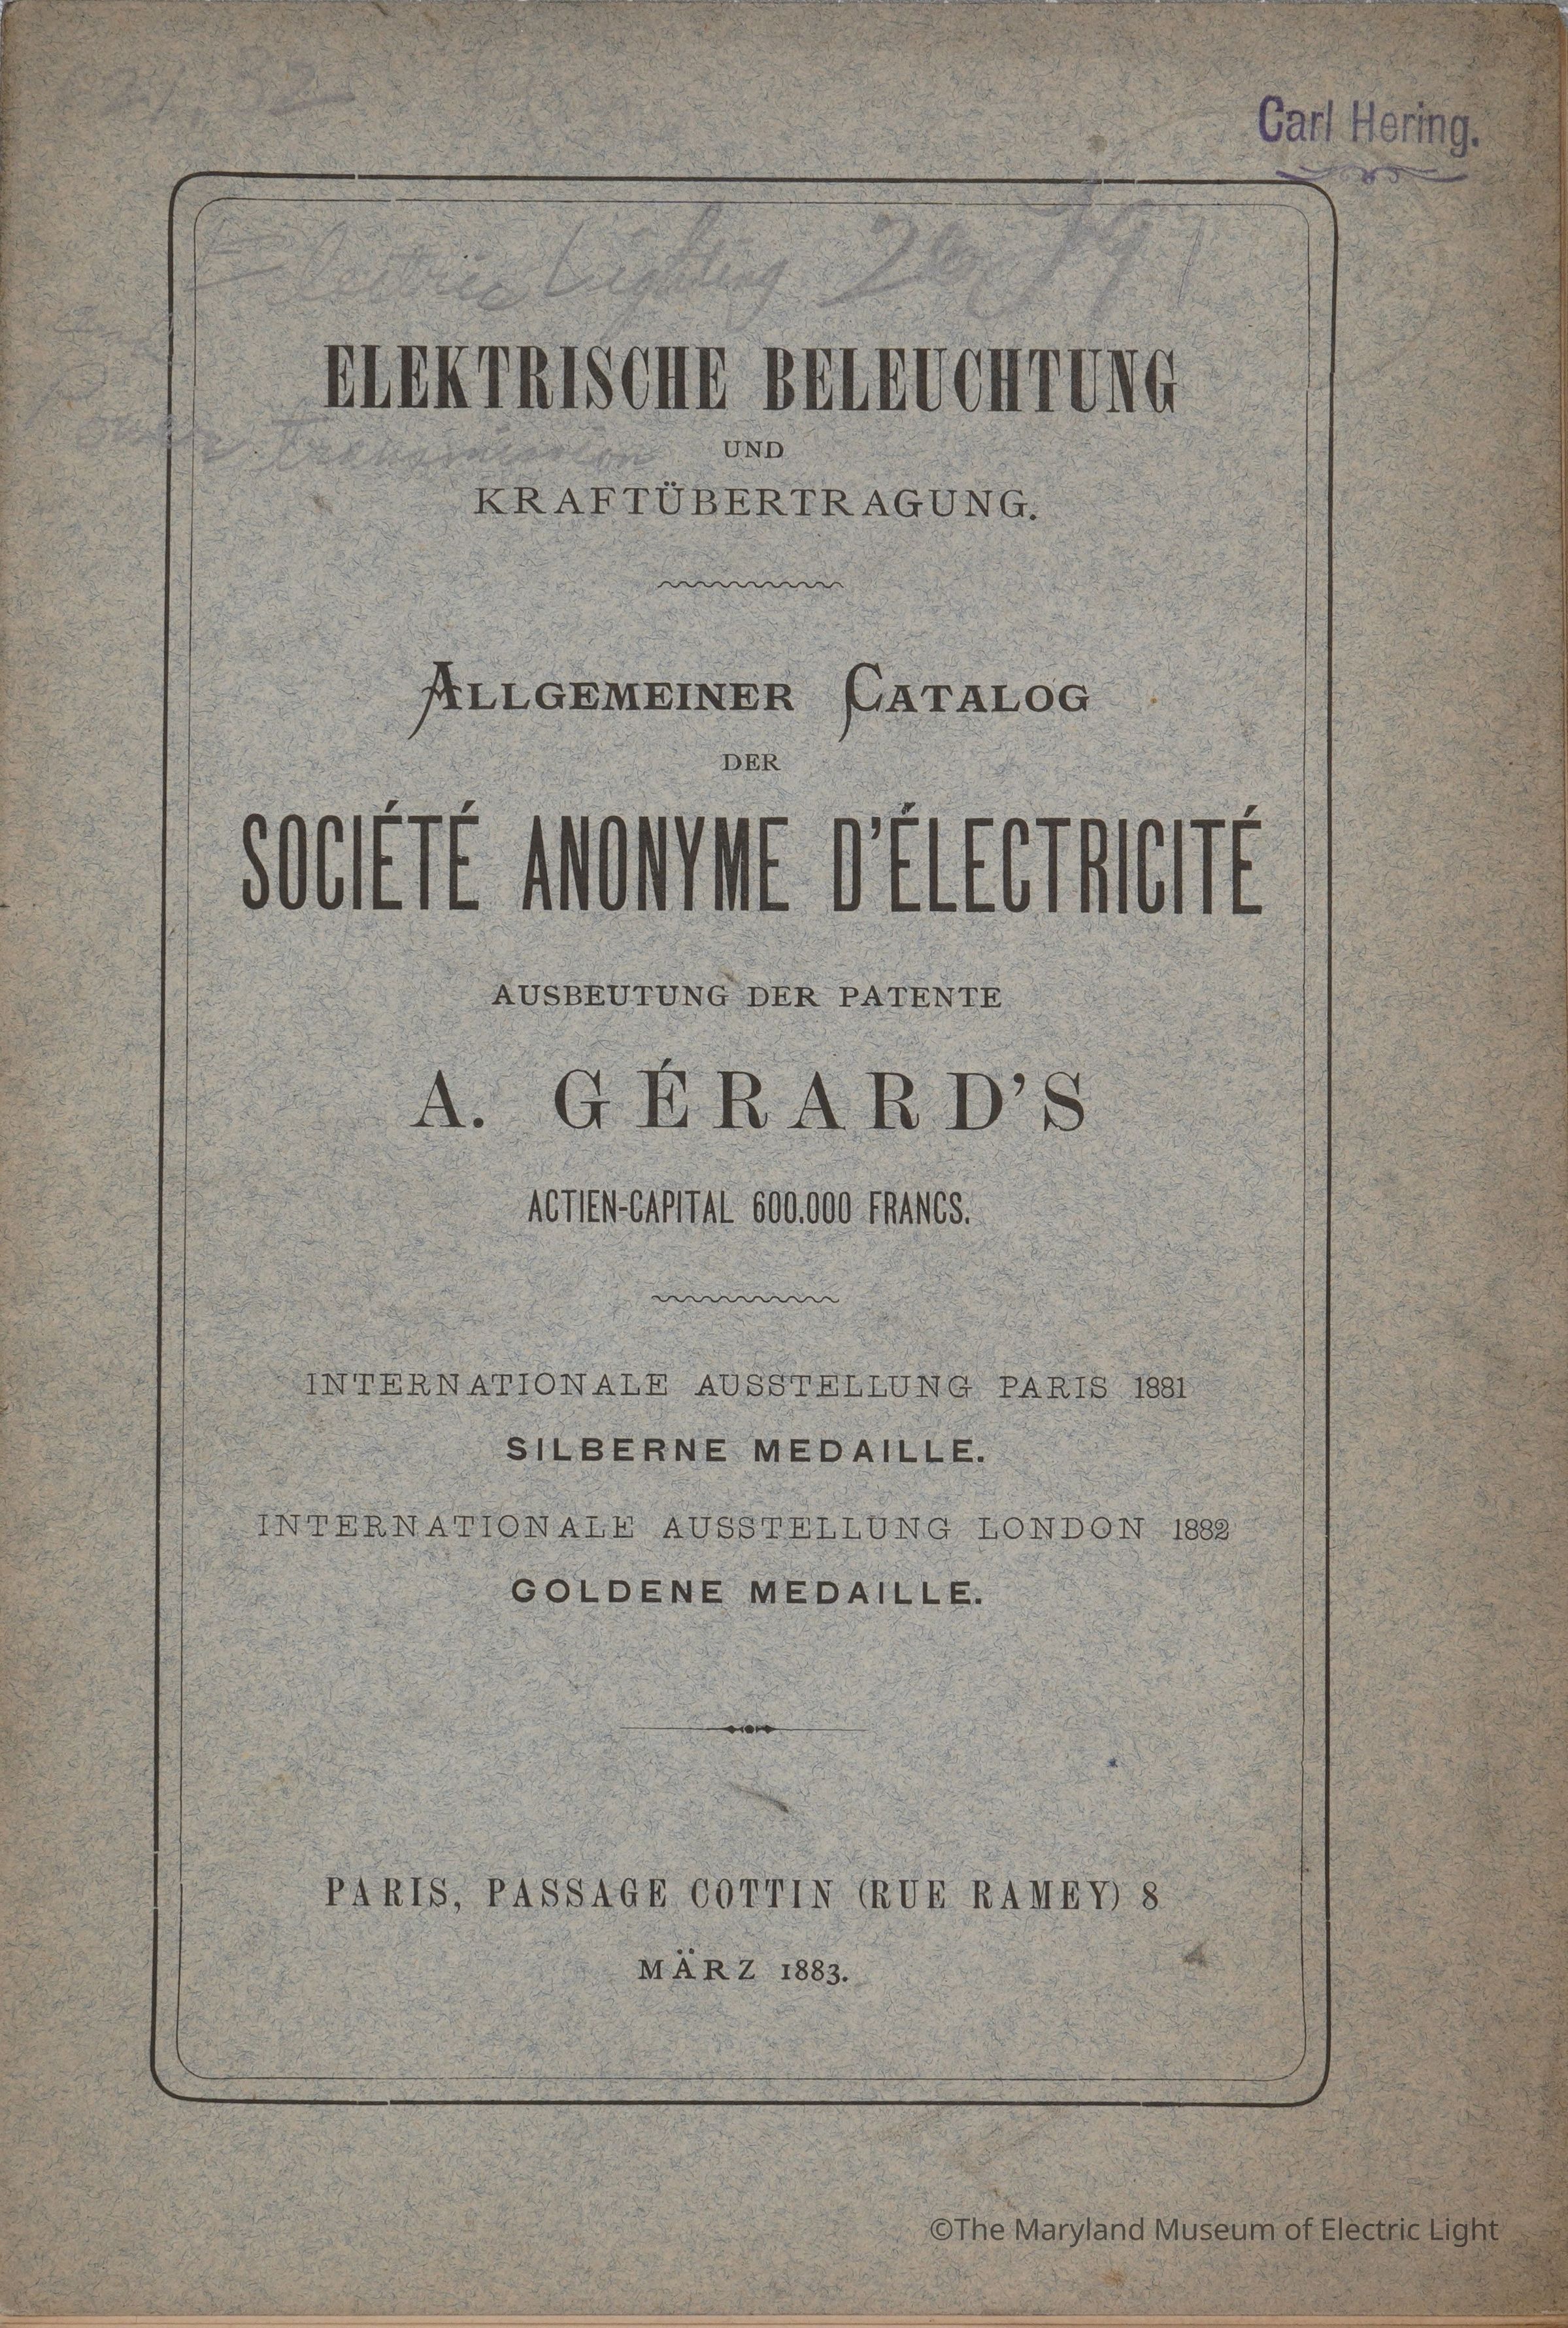 Carl Hering.
Electric Lighting
and
Power transmission
ELEKTRISCHE BELEUCHTUNG
UND
KRAFTÜBERTRAGUNG.
ALLGEMEINER CATALOG
DER
SOCIÉTÉ ANONYME D'ÉLECTRICITÉ
AUSBEUTUNG DER PATENTE
A. GÉRARD'S
ACTIEN-CAPITAL 600.000 FRANCS.
INTERNATIONALE AUSSTELLUNG PARIS 1881
SILBERNE MEDAILLE.
INTERNATIONALE AUSSTELLUNG LONDON 1882
GOLDENE MEDAILLE.
PARIS, PASSAGE COTTIN (RUE RAMEY) 8
MÄRZ 1883.
©The Maryland Museum of Electric Light